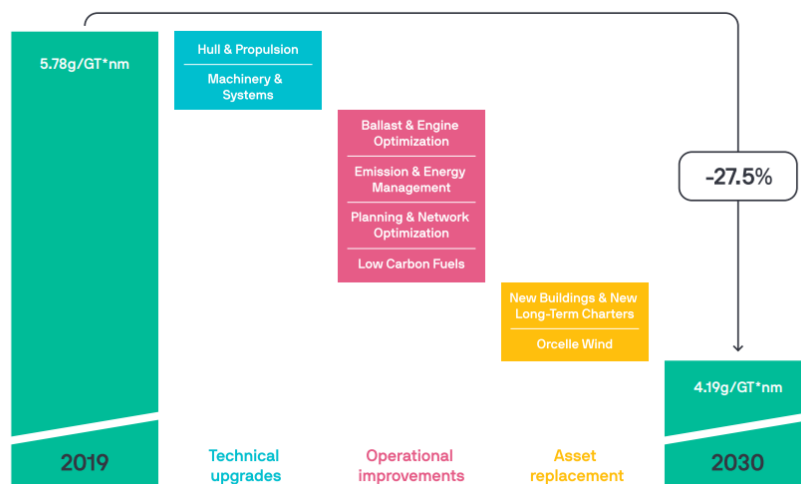 5.78g/GT*nm
Hull & Propulsion
Machinery &
Systems
Ballast & Engine
Optimization
Emission & Energy
Management
Planning & Network
Optimization
Low Carbon Fuels
-27.5%
New Buildings & New
Long-Term Charters
Orcelle Wind
4.19g/GT*nm
2019
Technical
upgrades
Operational
improvements
Asset
replacement
2030